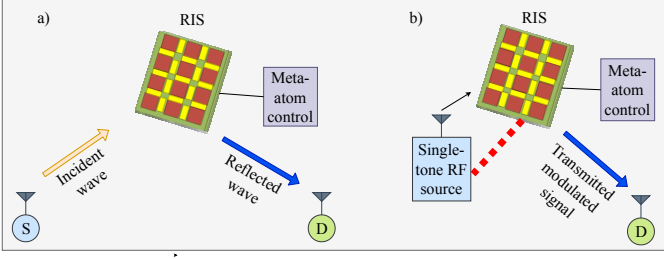 a)
RIS
Meta-
atom
control
Incident
wave
Reflected
wave
S
D
b)
RIS
Meta-
atom
control
Single-
tone RF
source
Transmitted
modulated
signal
D